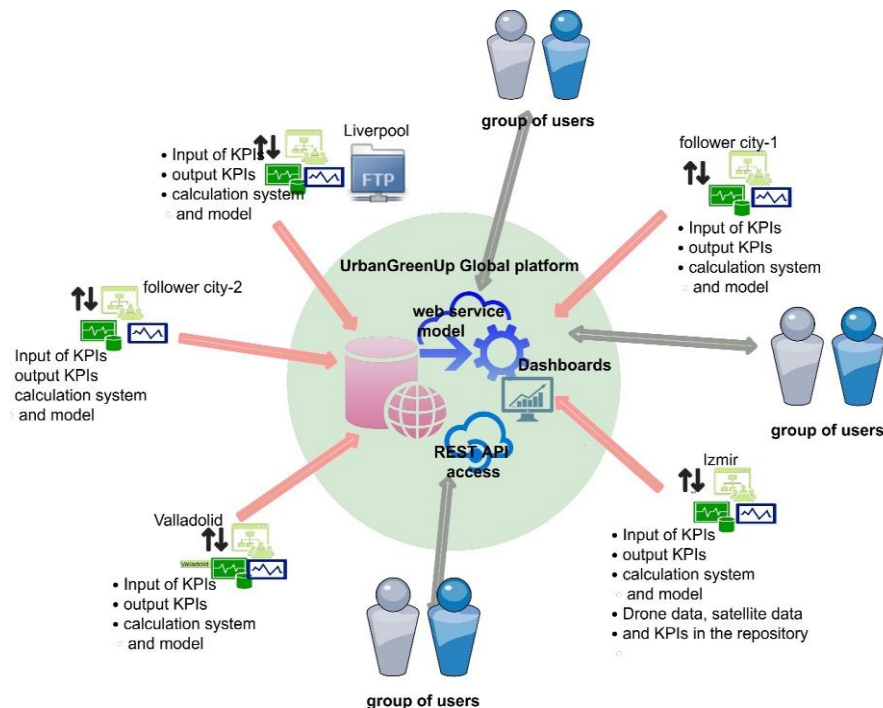 group of users
Liverpool
• Input of KPIs
• output KPIs
• calculation system
and model
FTP
follower city-1
• Input of KPIs
• output KPIs
• calculation system
and model
UrbanGreenUp Global platform
web service
model
Dashboards
REST API
access
follower city-2
Input of KPIs
output KPIs
calculation system
and model
group of users
Valladolid
Valladolid
• Input of KPIs
• output KPIs
• calculation system
and model
Izmir
• Input of KPIs
• output KPIs
• calculation system
and model
• Drone data, satellite data
• and KPIs in the repository
group of users